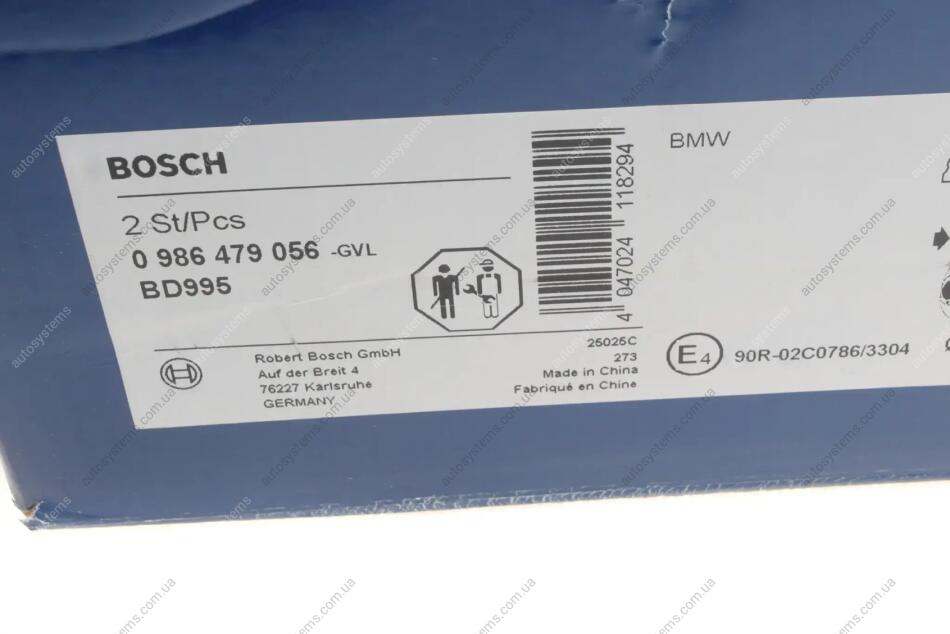 BOSCH
2 St/Pcs
0 986 479 056 -GVL
BD995
Robert Bosch GmbH
Auf der Breit 4
76227 Karlsruhe
GERMANY
4 047024 118294
25025C
273
Made in China
Fabriqué en Chine
BMW
E4 90R-02C0786/3304
autosystems.com.ua